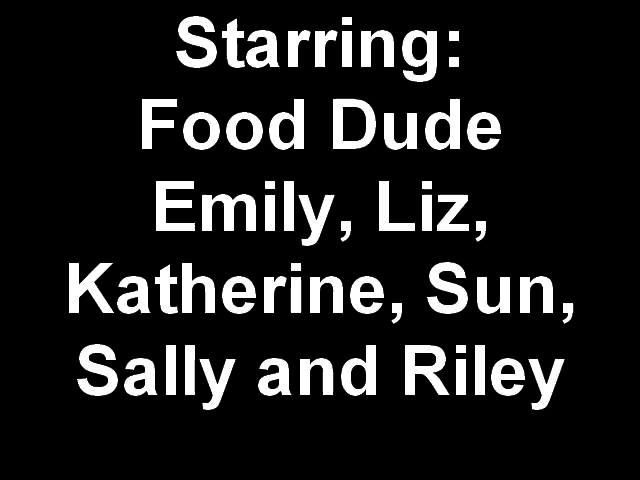 Starring:
Food Dude
Emily, Liz,
Katherine, Sun,
Sally and Riley